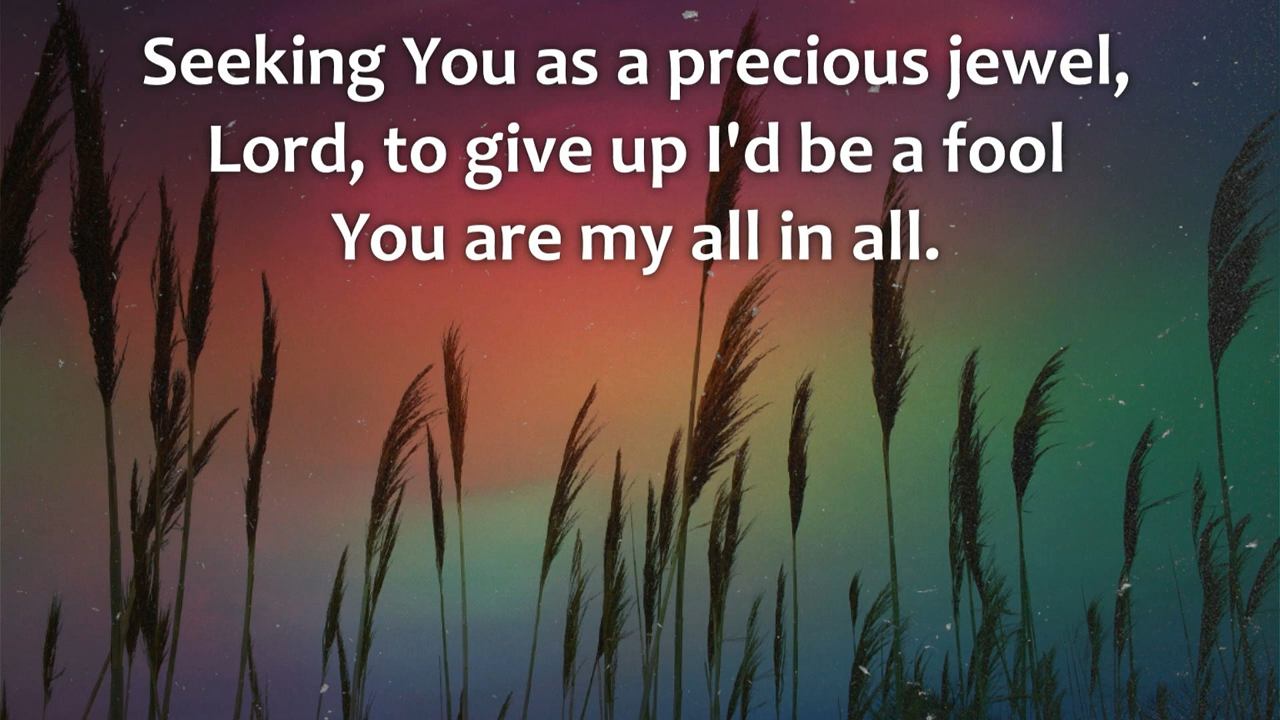 Seeking You as a precious jewel,
Lord, to give up I'd be a fool
You are my all in all.